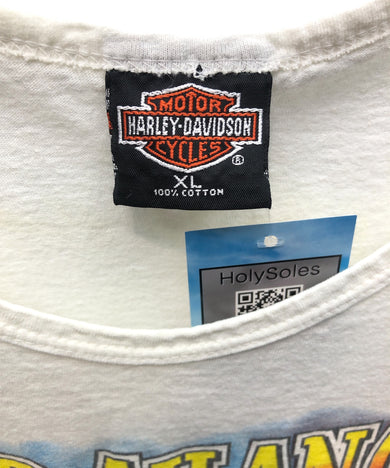 MOTOR
HARLEY-DAVIDSON
CYCLES
®
XL
100% COTTON
HolySoles